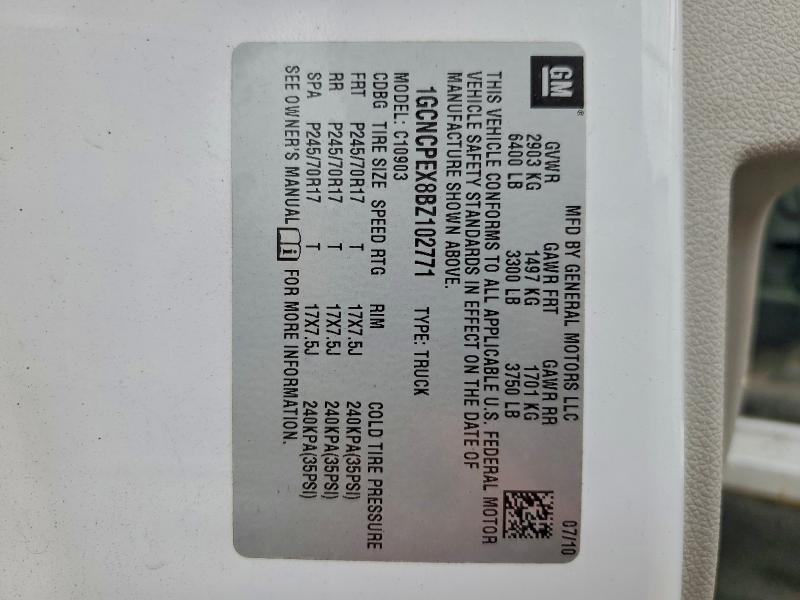 GM®
MFD BY GENERAL MOTORS LLC 07/10
GVWR GAWR FRT GAWR RR
2903 KG 1497 KG 1701 KG
6400 LB 3300 LB 3750 LB
THIS VEHICLE CONFORMS TO ALL APPLICABLE U.S. FEDERAL MOTOR
VEHICLE SAFETY STANDARDS IN EFFECT ON THE DATE OF
MANUFACTURE SHOWN ABOVE.
1GCNCPEX8BZ102771 TYPE: TRUCK
MODEL: C10903
CDBG TIRE SIZE SPEED RTG RIM COLD TIRE PRESSURE
FRT P245/70R17 T 17X7.5J 240KPA(35PSI)
RR P245/70R17 T 17X7.5J 240KPA(35PSI)
SPA P245/70R17 T 17X7.5J 240KPA(35PSI)
SEE OWNER'S MANUAL i FOR MORE INFORMATION.